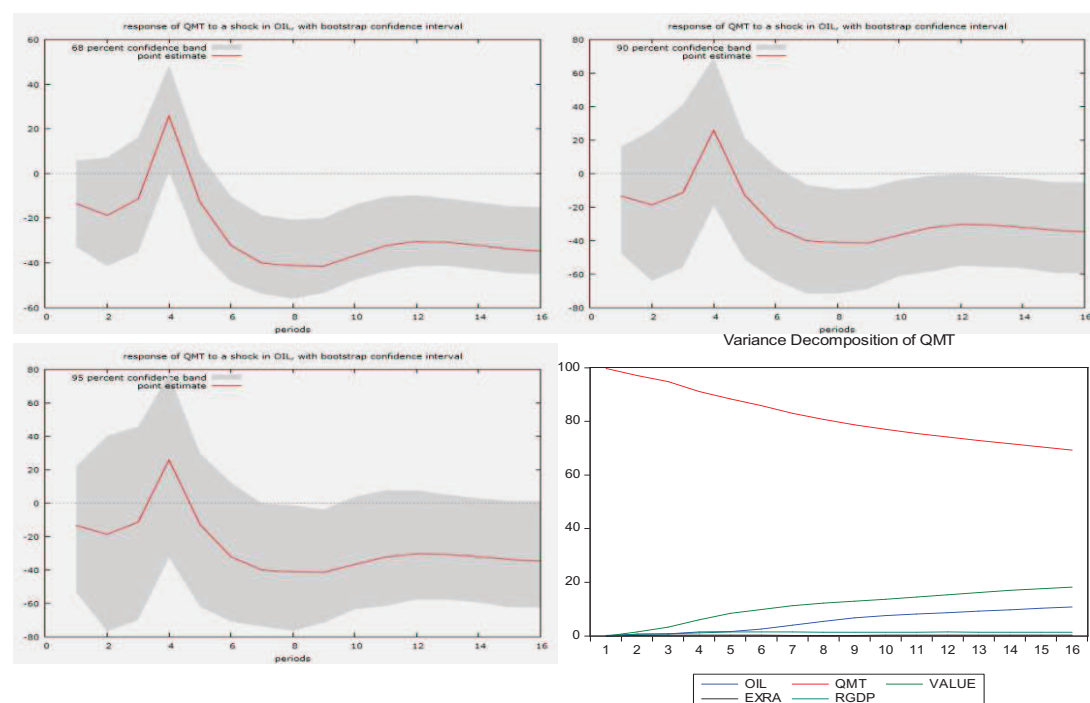 response of QMT to a shock in OIL, with bootstrap confidence interval
68 percent confidence band
point estimate
60
40
20
0
-20
-40
-60
0 2 4 6 8 10 12 14 16
periods
response of QMT to a shock in OIL, with bootstrap confidence interval
90 percent confidence band
point estimate
80
60
40
20
0
-20
-40
-60
-80
0 2 4 6 8 10 12 14 16
periods
response of QMT to a shock in OIL, with bootstrap confidence interval
95 percent confidence band
point estimate
80
60
40
20
0
-20
-40
-60
-80
0 2 4 6 8 10 12 14 16
periods
Variance Decomposition of QMT
100
80
60
40
20
0
1 2 3 4 5 6 7 8 9 10 11 12 13 14 15 16
OIL QMT VALUE
EXRA RGDP